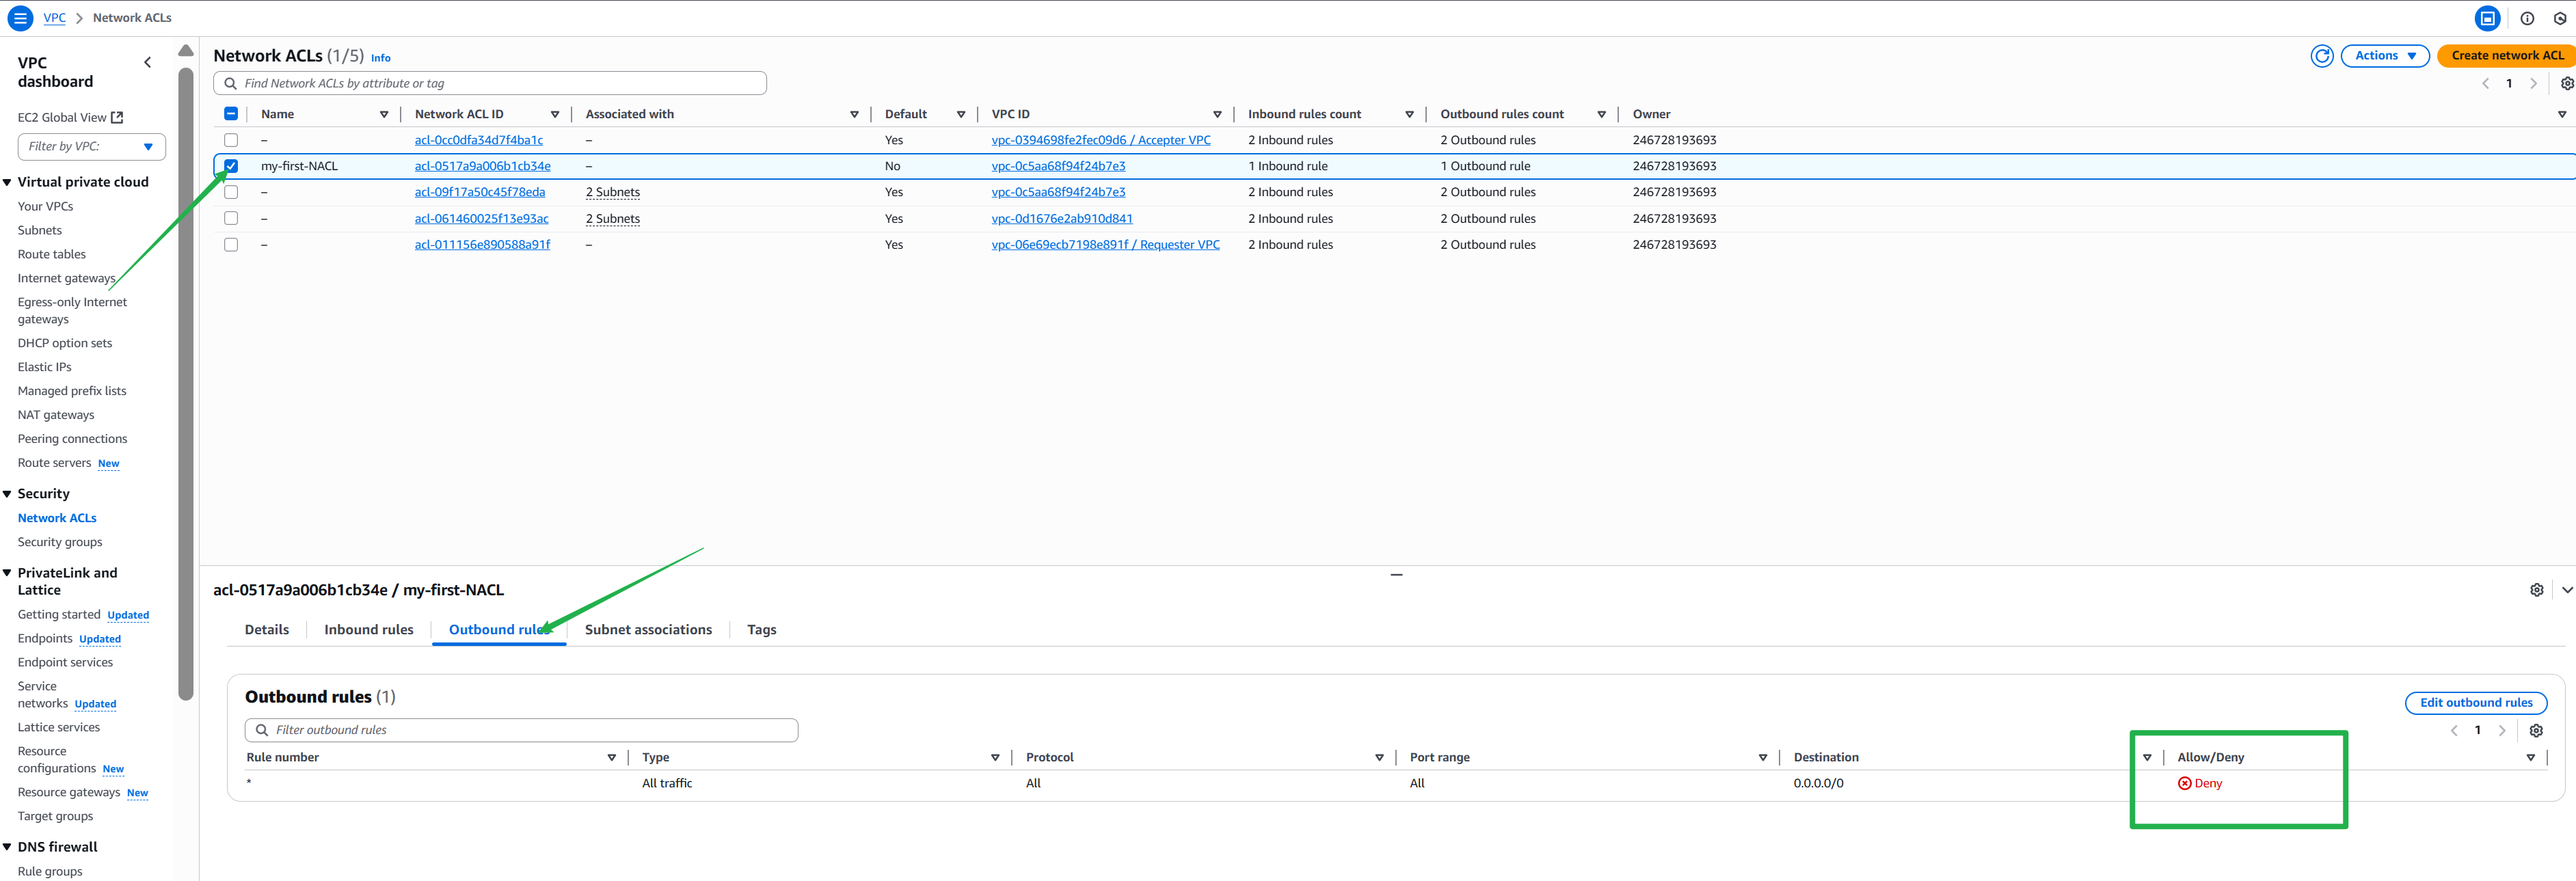 VPC > Network ACLs
VPC dashboard
EC2 Global View
Filter by VPC:
Virtual private cloud
Your VPCs
Subnets
Route tables
Internet gateways
Egress-only Internet gateways
DHCP option sets
Elastic IPs
Managed prefix lists
NAT gateways
Peering connections
Route servers New
Security
Network ACLs
Security groups
PrivateLink and Lattice
Getting started Updated
Endpoints Updated
Endpoint services
Service networks Updated
Lattice services
Resource configurations New
Resource gateways New
Target groups
DNS firewall
Rule groups
Network ACLs (1/5) Info
Actions
Create network ACL
Find Network ACLs by attribute or tag
1
Name Network ACL ID Associated with Default VPC ID Inbound rules count Outbound rules count Owner
– acl-0cc0dfa34d7f4ba1c – Yes vpc-0394698fe2fec09d6 / Accepter VPC 2 Inbound rules 2 Outbound rules 246728193693
my-first-NACL acl-0517a9a006b1cb34e – No vpc-0c5aa68f94f24b7e3 1 Inbound rule 1 Outbound rule 246728193693
– acl-09f17a50c45f78eda 2 Subnets Yes vpc-0c5aa68f94f24b7e3 2 Inbound rules 2 Outbound rules 246728193693
– acl-061460025f13e93ac 2 Subnets Yes vpc-0d1676e2ab910d841 2 Inbound rules 2 Outbound rules 246728193693
– acl-011156e890588a91f – Yes vpc-06e69ecb7198e891f / Requester VPC 2 Inbound rules 2 Outbound rules 246728193693
acl-0517a9a006b1cb34e / my-first-NACL
Details Inbound rules Outbound rules Subnet associations Tags
Outbound rules (1)
Edit outbound rules
Filter outbound rules
1
Rule number Type Protocol Port range Destination Allow/Deny
* All traffic All All 0.0.0.0/0 Deny